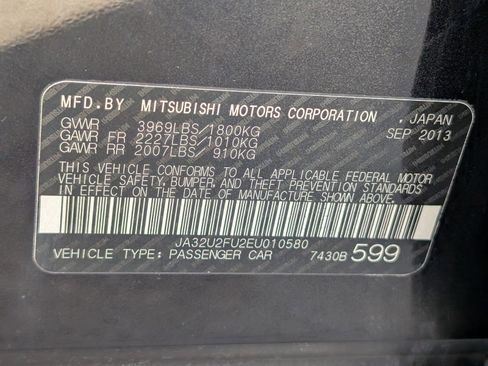 MFD.BY MITSUBISHI MOTORS CORPORATION , JAPAN
GVWR 3969LBS/1800KG SEP 2013
GAWR FR 2227LBS/1010KG
GAWR RR 2007LBS/ 910KG
THIS VEHICLE CONFORMS TO ALL APPLICABLE FEDERAL MOTOR
VEHICLE SAFETY, BUMPER, AND THEFT PREVENTION STANDARDS
IN EFFECT ON THE DATE OF MANUFACTURE SHOWN ABOVE.
JA32U2FU2EU010580
VEHICLE TYPE: PASSENGER CAR 7430B 599